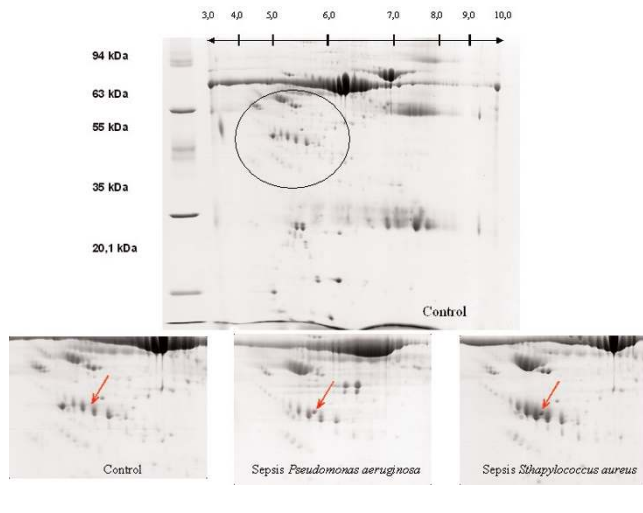 3,0 4,0 5,0 6,0 7,0 8,0 9,0 10,0
94 kDa
63 kDa
55 kDa
35 kDa
20,1 kDa
Control
Control
Sepsis Pseudomonas aeruginosa
Sepsis Sthapylococcus aureus